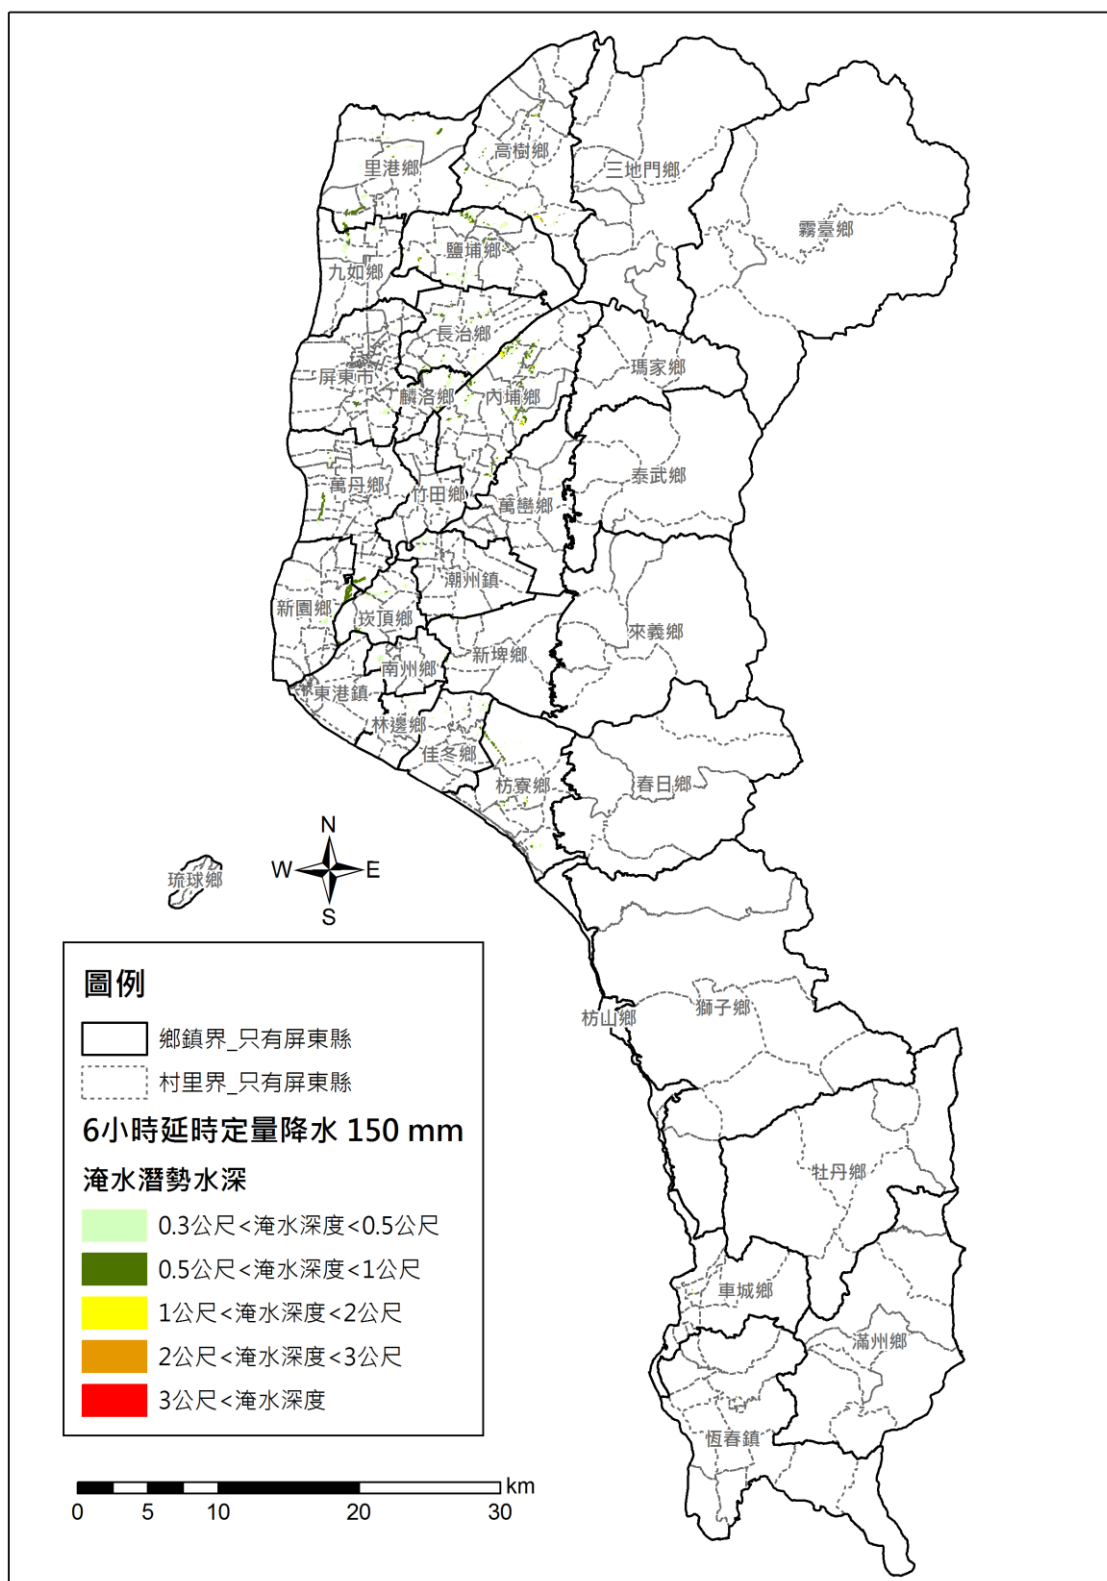 高樹鄉
三地門鄉
里港鄉
霧臺鄉
鹽埔鄉
九如鄉
長治鄉
瑪家鄉
屏東市
麟洛鄉
內埔鄉
泰武鄉
萬丹鄉
竹田鄉
萬巒鄉
潮州鎮
新園鄉
崁頂鄉
來義鄉
新埤鄉
南州鄉
東港鎮
林邊鄉
佳冬鄉
枋寮鄉
春日鄉
琉球鄉
N
W
E
S
枋山鄉
獅子鄉
牡丹鄉
車城鄉
滿州鄉
恆春鎮
圖例
鄉鎮界_只有屏東縣
村里界_只有屏東縣
6小時延時定量降水 150 mm
淹水潛勢水深
0.3公尺<淹水深度<0.5公尺
0.5公尺<淹水深度<1公尺
1公尺<淹水深度<2公尺
2公尺<淹水深度<3公尺
3公尺<淹水深度
km
0 5 10 20 30